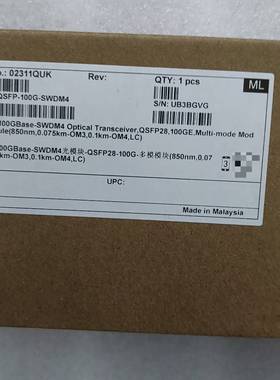 o.: 02311QUK Rev: QTY: 1 pcs ML
QSFP-100G-SWDM4 S/N: UB3BGVG
100GBase-SWDM4 Optical Transceiver,QSFP28,100GE,Multi-mode Mod
ule(850nm,0.075km-OM3,0.1km-OM4,LC)
100GBase-SWDM4光模块-QSFP28-100G-多模模块(850nm,0.07
-OM3,0.1km-OM4,LC)
3
UPC:
Made in Malaysia